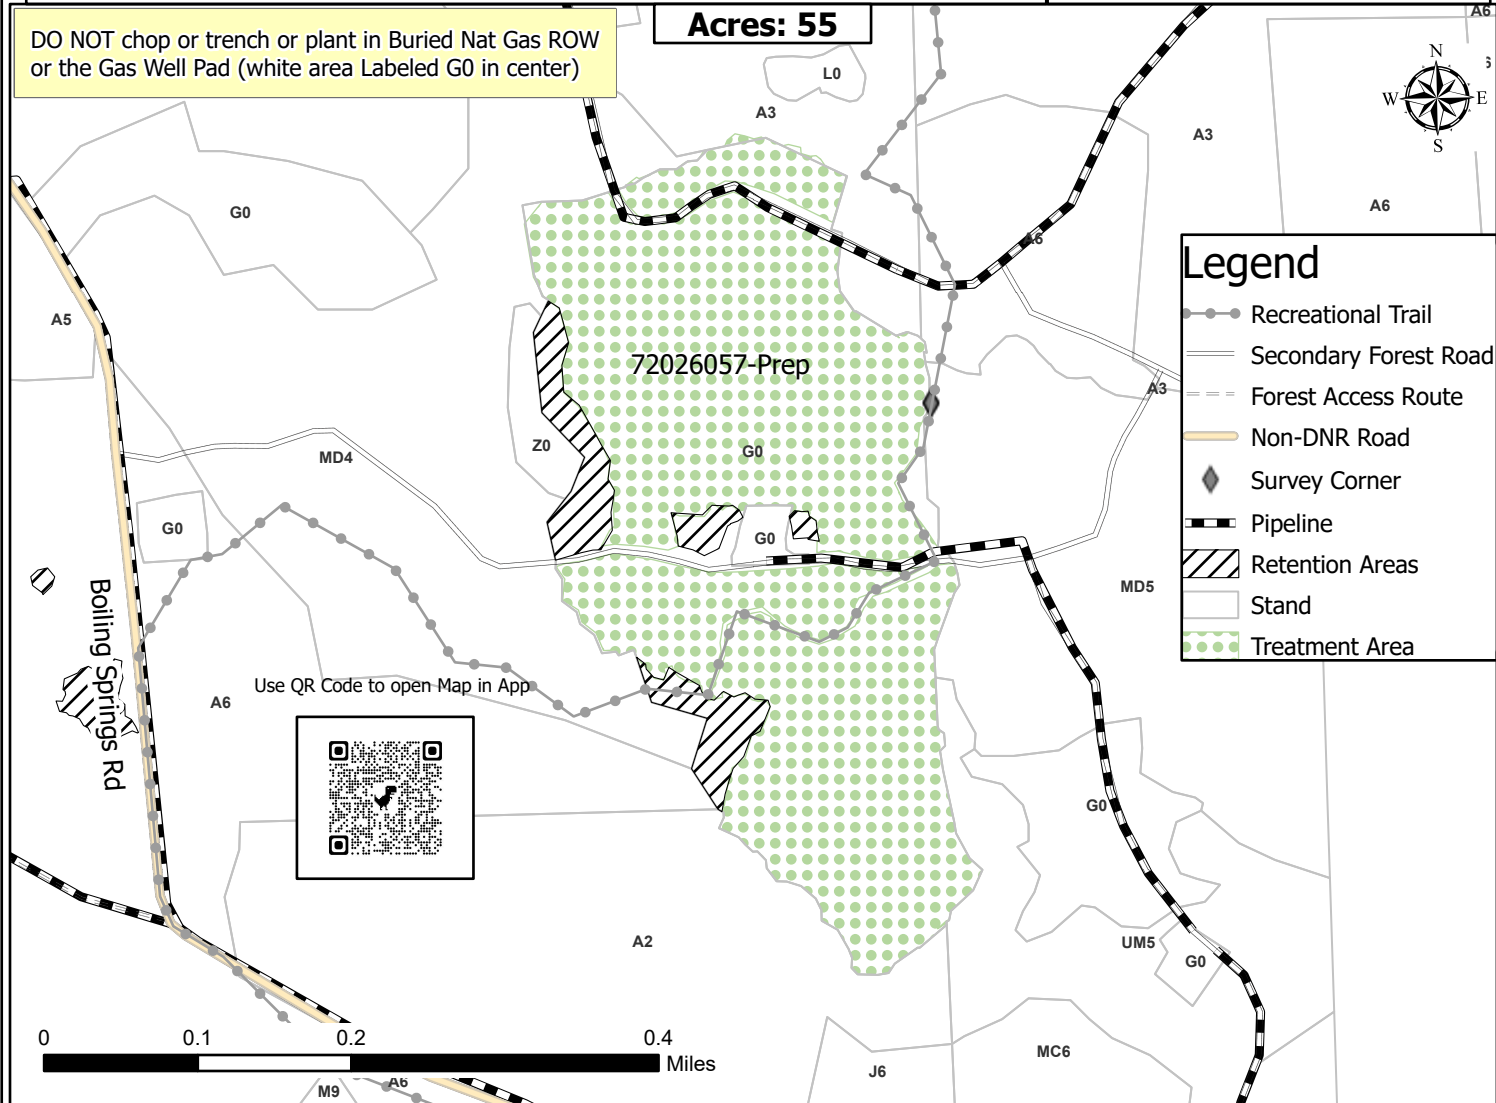 Acres: 55
DO NOT chop or trench or plant in Buried Nat Gas ROW
or the Gas Well Pad (white area Labeled G0 in center)
A6
L0
A3
A3
N
W
E
S
G0
A6
A6
A5
Legend
Recreational Trail
Secondary Forest Road
Forest Access Route
Non-DNR Road
Survey Corner
Pipeline
Retention Areas
Stand
Treatment Area
72026057-Prep
A3
Z0
G0
MD4
G0
G0
MD5
Boiling Springs Rd
Use QR Code to open Map in App
A6
G0
A2
UM5
G0
0
0.1
0.2
0.4
Miles
MC6
J6
M9
A6